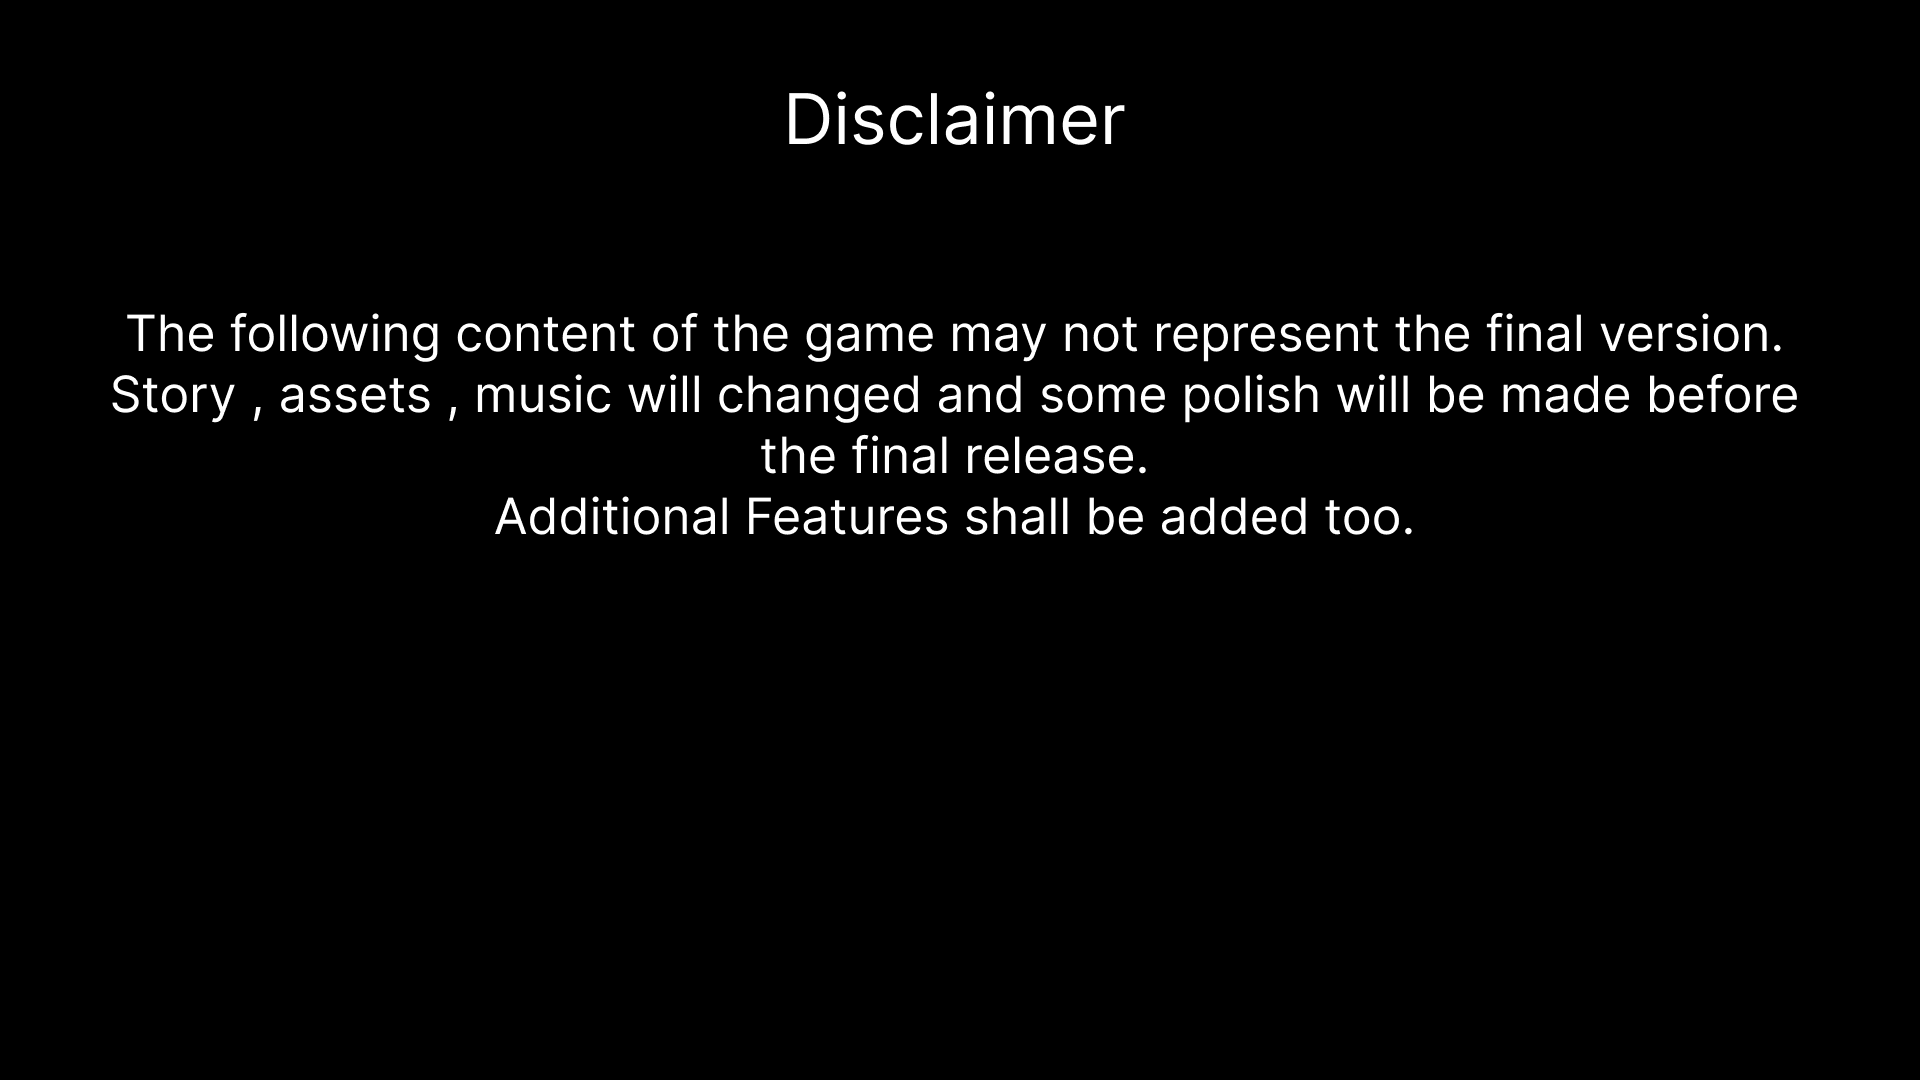 Disclaimer
The following content of the game may not represent the final version.
Story , assets , music will changed and some polish will be made before
the final release.
Additional Features shall be added too.